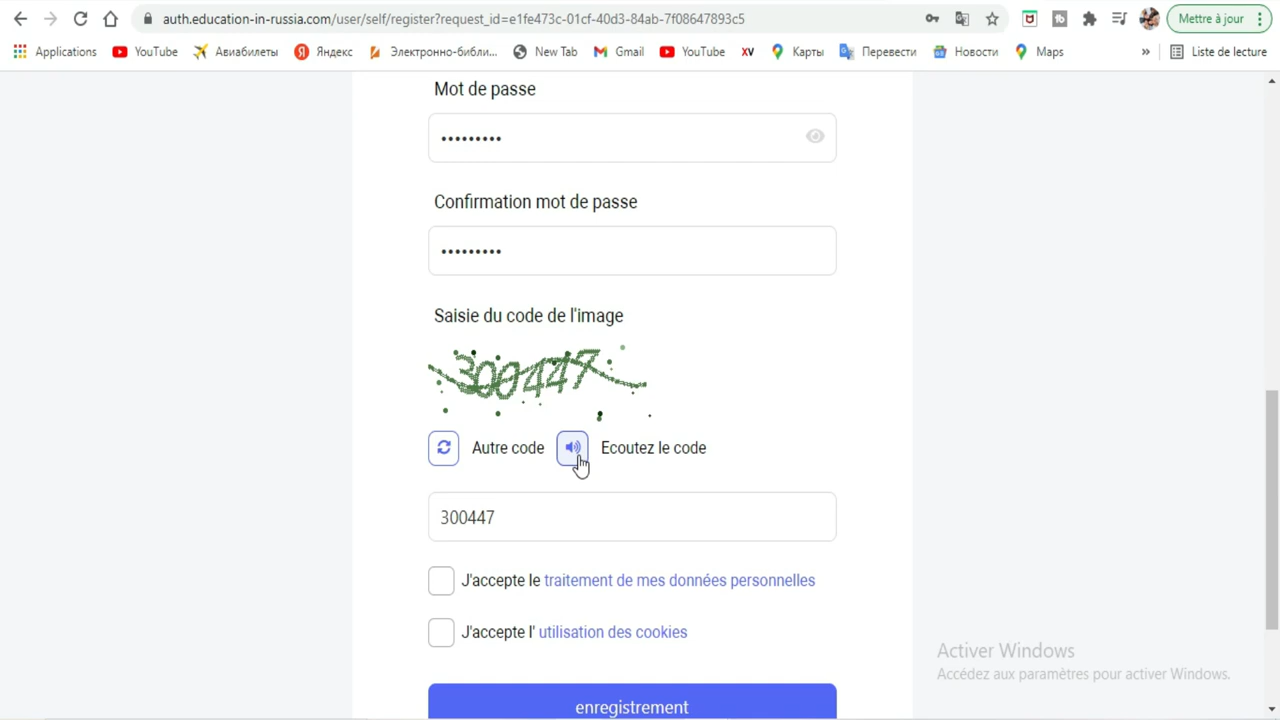 auth.education-in-russia.com/user/self/register?request_id=e1fe473c-01cf-40d3-84ab-7f08647893c5
Mettre à jour
Applications YouTube Авиабилеты Яндекс Электронно-библи... New Tab Gmail YouTube XV Карты Перевести Новости Maps » Liste de lecture
Mot de passe
•••••••••
Confirmation mot de passe
•••••••••
Saisie du code de l'image
300447
Autre code Ecoutez le code
300447
J'accepte le traitement de mes données personnelles
J'accepte l' utilisation des cookies
enregistrement
Activer Windows
Accédez aux paramètres pour activer Windows.